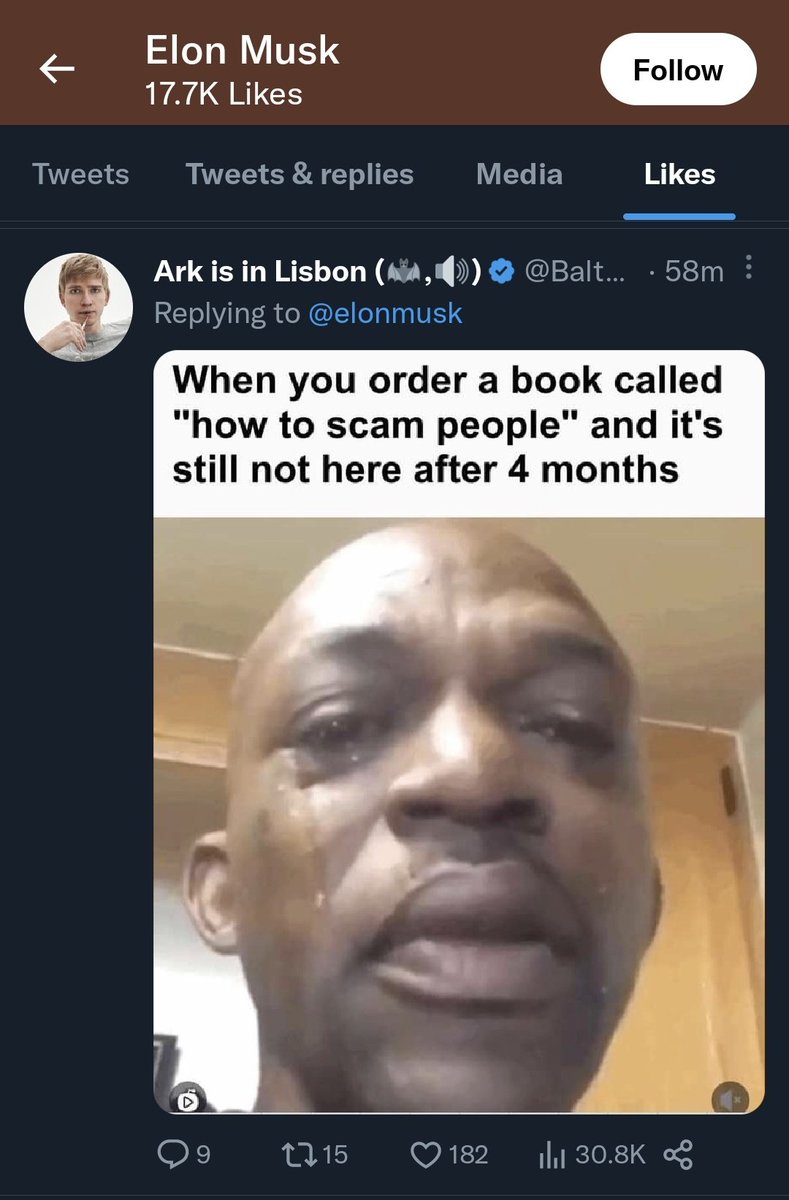 Elon Musk
17.7K Likes
Follow
Tweets Tweets & replies Media Likes
Ark is in Lisbon (🦇,🔊) @Balt... · 58m
Replying to @elonmusk
When you order a book called
"how to scam people" and it's
still not here after 4 months
9 15 182 30.8K